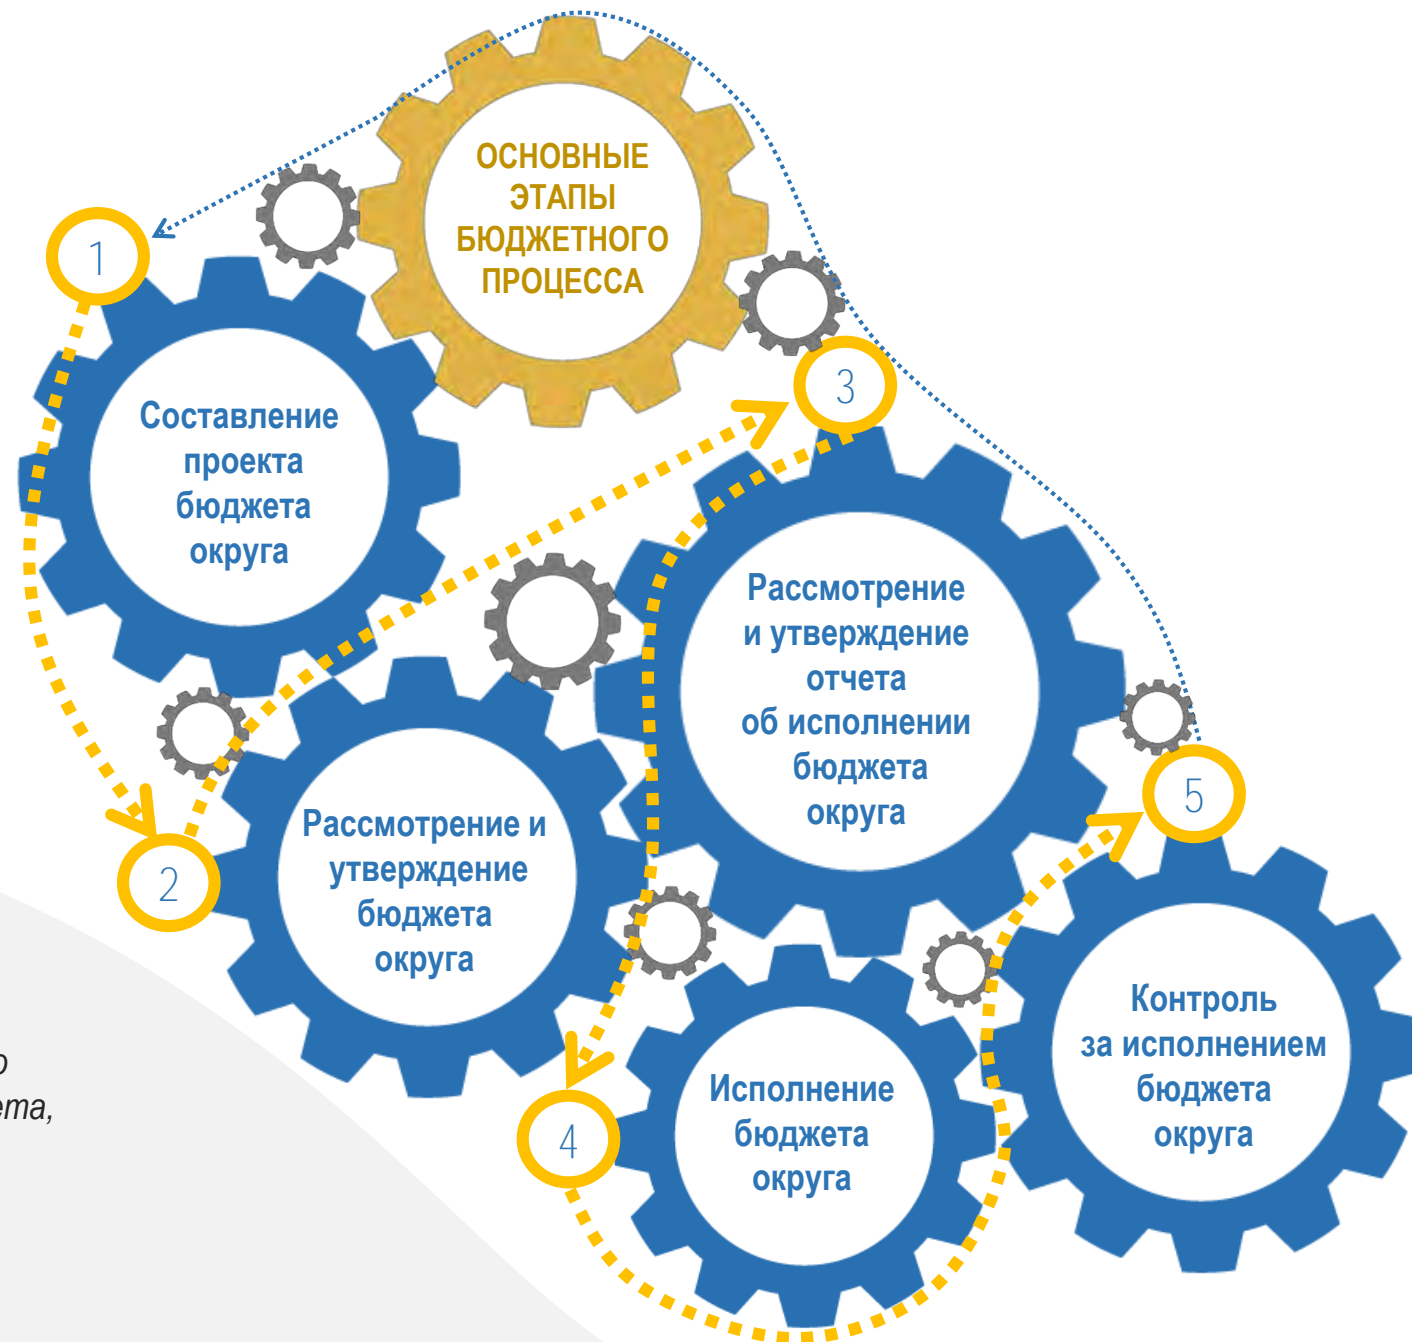 ОСНОВНЫЕ
ЭТАПЫ
БЮДЖЕТНОГО
ПРОЦЕССА
1
Составление
проекта
бюджета
округа
2
Рассмотрение и
утверждение
бюджета
округа
3
Рассмотрение
и утверждение
отчета
об исполнении
бюджета
округа
4
Исполнение
бюджета
округа
5
Контроль
за исполнением
бюджета
округа